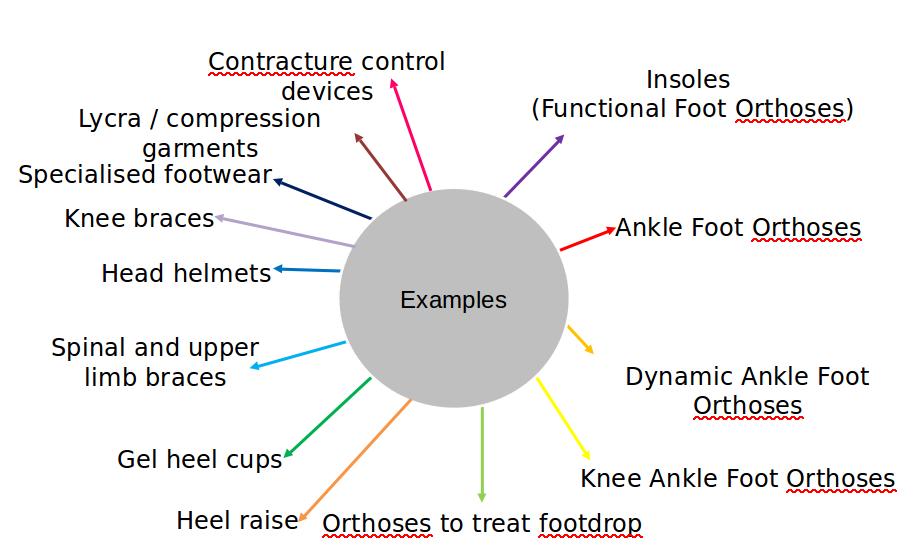 Contracture control
devices
Insoles
(Functional Foot Orthoses)
Lycra / compression
garments
Specialised footwear
Knee braces
Ankle Foot Orthoses
Head helmets
Examples
Spinal and upper
limb braces
Dynamic Ankle Foot
Orthoses
Gel heel cups
Knee Ankle Foot Orthoses
Heel raise
Orthoses to treat footdrop